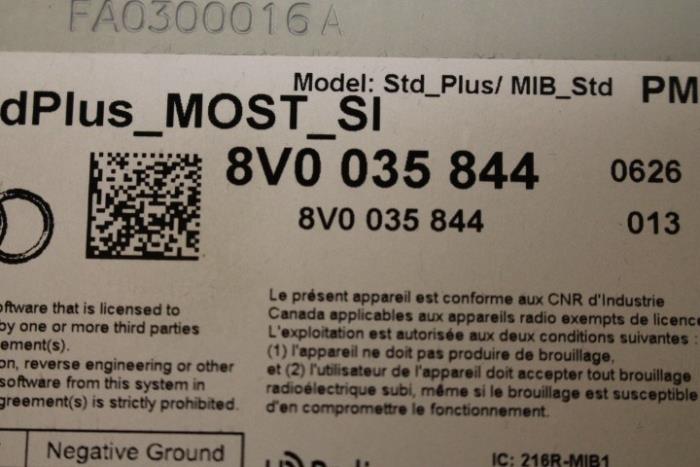 FA0300016A
Model: Std_Plus/ MIB_Std PM
dPlus_MOST_SI
8V0 035 844 0626
8V0 035 844 013
oftware that is licensed to
by one or more third parties
ement(s).
on, reverse engineering or other
software from this system in
greement(s) is strictly prohibited.
Le présent appareil est conforme aux CNR d'Industrie
Canada applicables aux appareils radio exempts de licence
L'exploitation est autorisée aux deux conditions suivantes :
(1) l'appareil ne doit pas produire de brouillage,
et (2) l'utilisateur de l'appareil doit accepter tout brouillage
radioélectrique subi, même si le brouillage est susceptible
d'en compromettre le fonctionnement.
Negative Ground
IC: 216R-MIB1